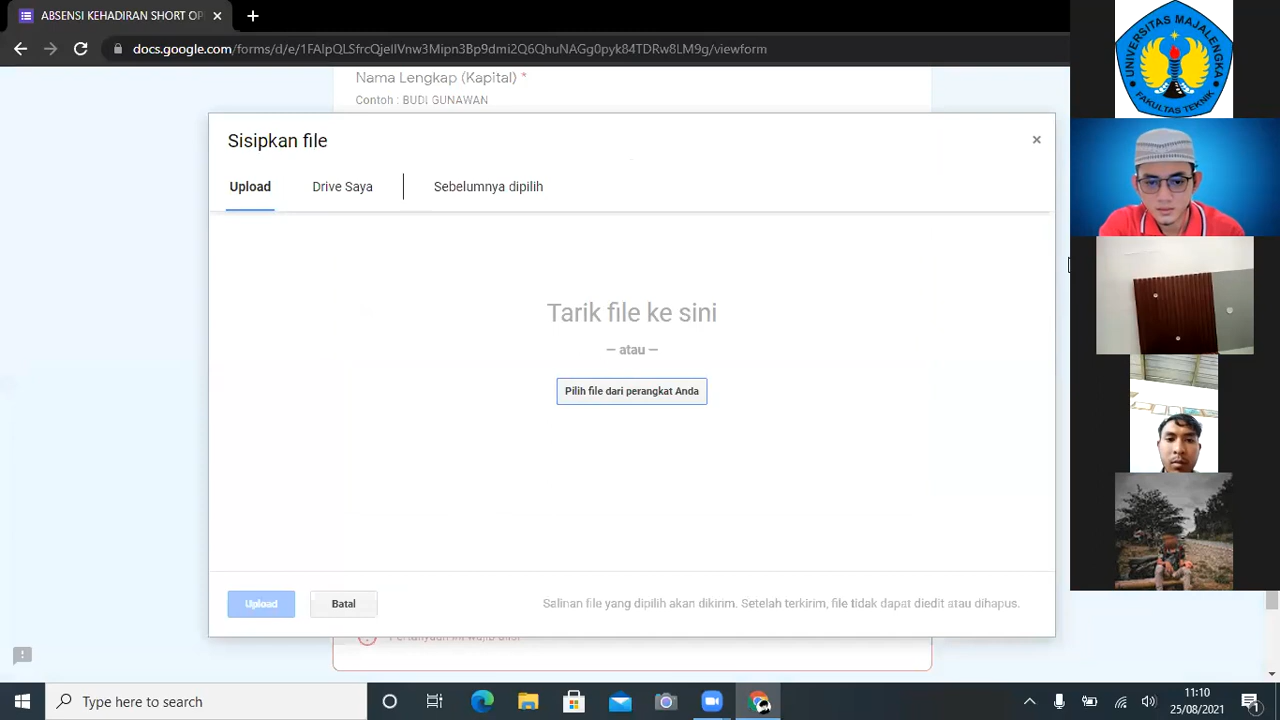 ABSENSI KEHADIRAN SHORT OP
docs.google.com/forms/d/e/1FAIpQLSfrcQjeIIVnw3Mipn3Bp9dmi2Q6QhuNAGg0pyk84TDRw8LM9g/viewform
Nama Lengkap (Kapital) *
Contoh : BUDI GUNAWAN
Sisipkan file
Upload
Drive Saya
Sebelumnya dipilih
Tarik file ke sini
— atau —
Pilih file dari perangkat Anda
Upload
Batal
Salinan file yang dipilih akan dikirim. Setelah terkirim, file tidak dapat diedit atau dihapus.
Type here to search
11:10
25/08/2021
1
UNIVERSITAS MAJALENGKA
FAKULTAS TEKNIK